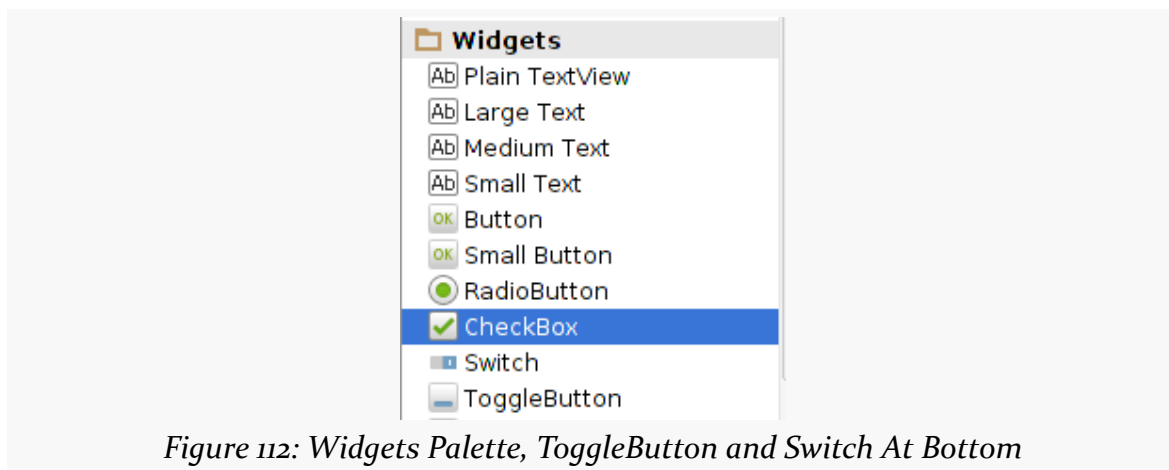 Widgets
Ab Plain TextView
Ab Large Text
Ab Medium Text
Ab Small Text
OK Button
OK Small Button
RadioButton
CheckBox
Switch
ToggleButton
Figure 112: Widgets Palette, ToggleButton and Switch At Bottom